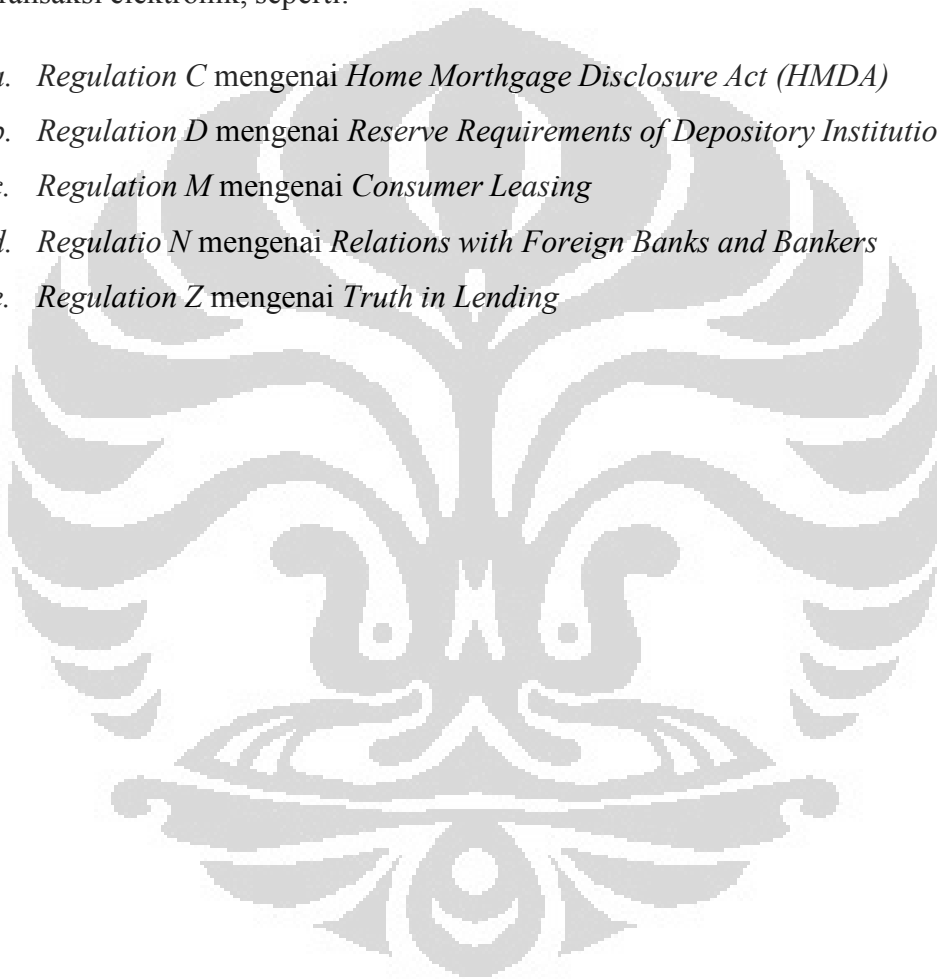 ransaksi elektronik, seperti:
a. Regulation C mengenai Home Morthgage Disclosure Act (HMDA)
b. Regulation D mengenai Reserve Requirements of Depository Institutio
c. Regulation M mengenai Consumer Leasing
d. Regulatio N mengenai Relations with Foreign Banks and Bankers
e. Regulation Z mengenai Truth in Lending